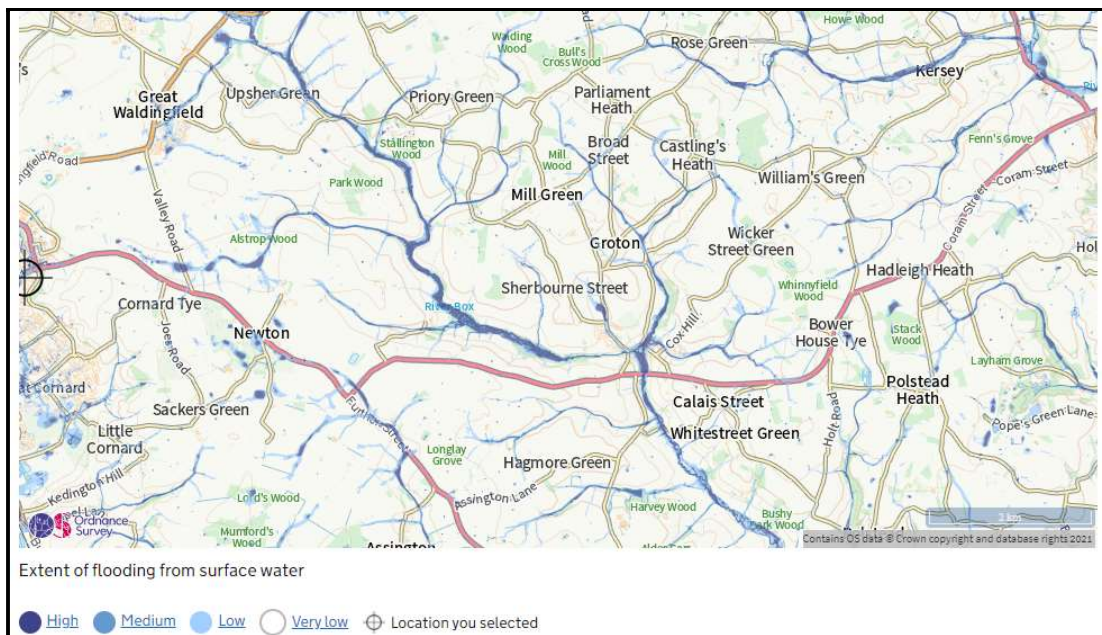 Howe Wood
Walding
Wood
Bull's
Cross Wood
Rose Green
Kersey
Great
Waldingfield
Upsher Green
Priory Green
Parliament
Heath
Stallington
Wood
Mill
Wood
Broad
Street
Castling's
Heath
Fenn's Grove
Park Wood
Mill Green
William's Green
Coram Street
Valley Road
Alstrop Wood
Groton
Wicker
Street Green
Coram Street
Hadleigh Heath
Cornard Tye
River Box
Sherbourne Street
Whinnyfield
Wood
Newton
Joes Road
Cox Hill
Bower
House Tye
Stack
Wood
Layham Grove
Sackers Green
Calais Street
Polstead
Heath
Little
Cornard
Whitestreet Green
Holt Road
Pope's Green Lane
Longlay
Grove
Hagmore Green
Kedington Hill
Lord's Wood
Assington Lane
Harvey Wood
Bushy
Park Wood
Ordnance
Survey
Mumford's
Wood
Assington
Contains OS data © Crown copyright and database rights 2021
Extent of flooding from surface water
High Medium Low Very low Location you selected